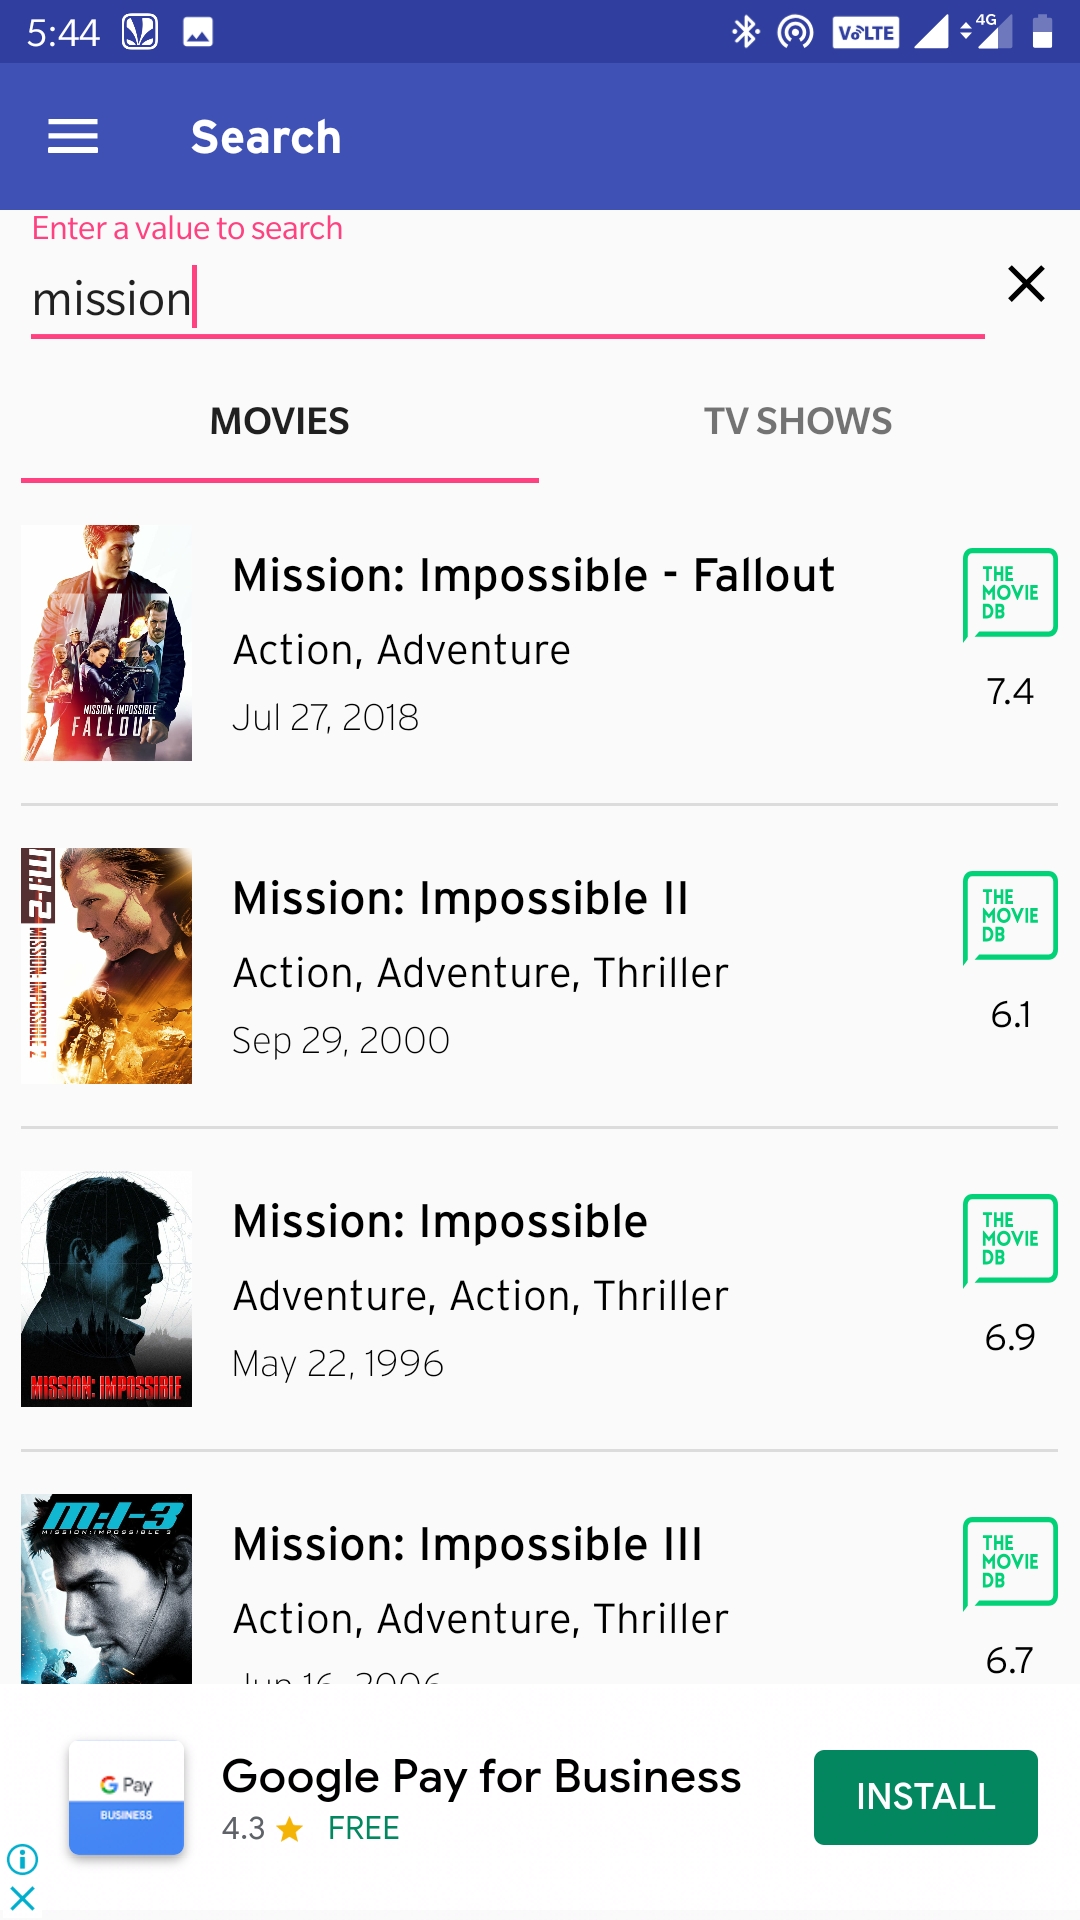 5:44
VoLTE
4G
Search
Enter a value to search
mission
MOVIES
TV SHOWS
MISSION: IMPOSSIBLE
FALLOUT
Mission: Impossible - Fallout
Action, Adventure
Jul 27, 2018
THE
MOVIE
DB
7.4
M:I-2
MISSION: IMPOSSIBLE 2
Mission: Impossible II
Action, Adventure, Thriller
Sep 29, 2000
THE
MOVIE
DB
6.1
MISSION: IMPOSSIBLE
Mission: Impossible
Adventure, Action, Thriller
May 22, 1996
THE
MOVIE
DB
6.9
M:I-3
MISSION: IMPOSSIBLE 3
Mission: Impossible III
Action, Adventure, Thriller
Jun 16, 2006
THE
MOVIE
DB
6.7
G Pay
BUSINESS
Google Pay for Business
4.3
FREE
INSTALL